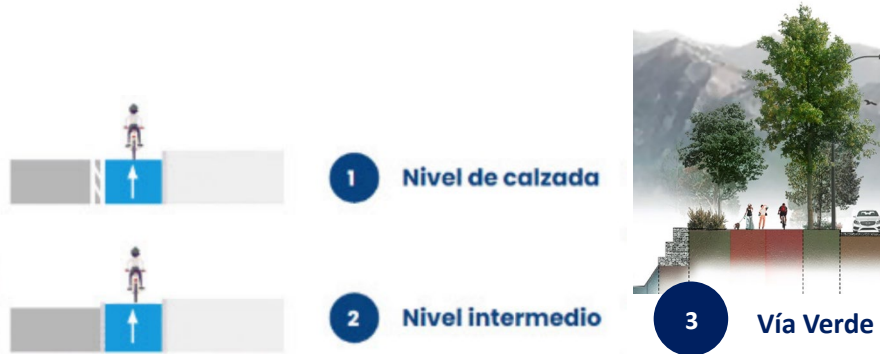 1 Nivel de calzada
2 Nivel intermedio
3 Vía Verde